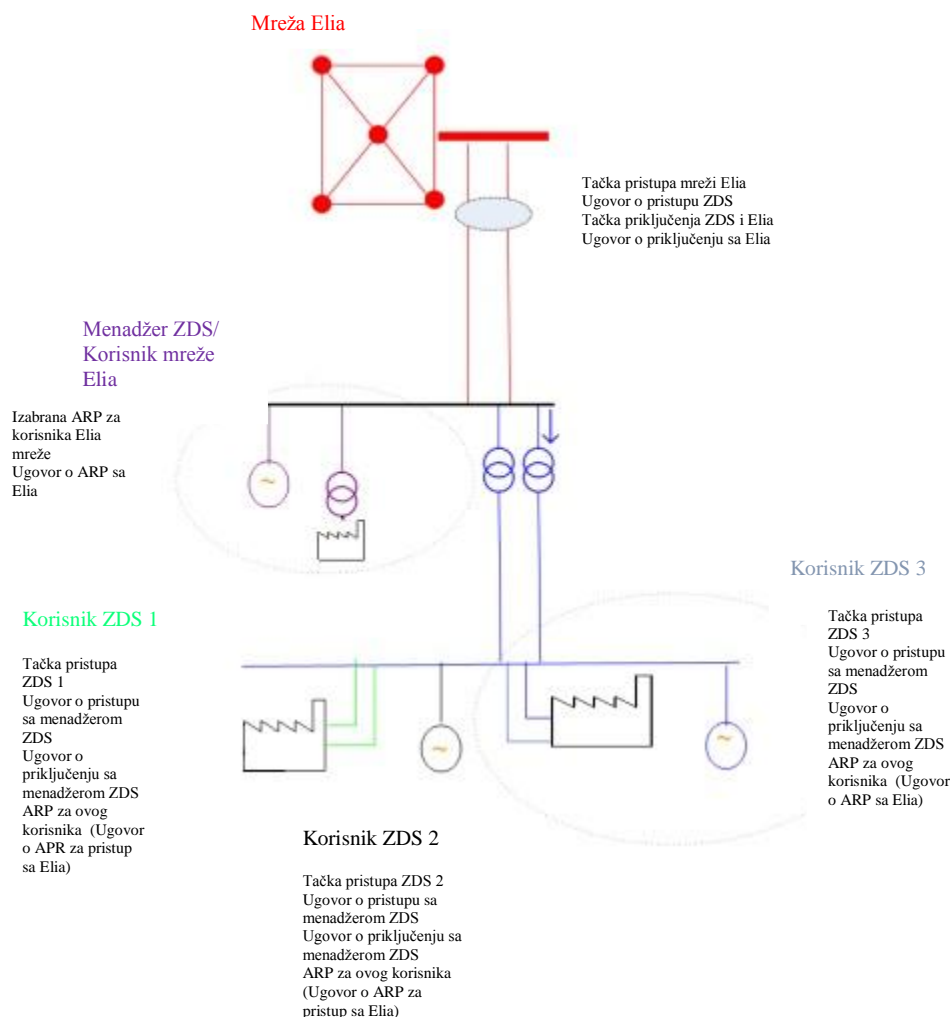 Mreža Elia
Tačka pristupa mreži Elia
Ugovor o pristupu ZDS
Tačka priključenja ZDS i Elia
Ugovor o priključenju sa Elia
Menadžer ZDS/
Korisnik mreže
Elia
Izabrana ARP za
korisnika Elia
mreže
Ugovor o ARP sa
Elia
Korisnik ZDS 3
Tačka pristupa
ZDS 3
Ugovor o pristupu
sa menadžerom
ZDS
Ugovor o
priključenju sa
menadžerom ZDS
ARP za ovog
korisnika (Ugovor
o ARP sa Elia)
Korisnik ZDS 1
Tačka pristupa
ZDS 1
Ugovor o pristupu
sa menadžerom
ZDS
Ugovor o
priključenju sa
menadžerom ZDS
ARP za ovog
korisnika (Ugovor
o APR za pristup
sa Elia)
Korisnik ZDS 2
Tačka pristupa ZDS 2
Ugovor o pristupu sa
menadžerom ZDS
Ugovor o priključenju sa
menadžerom ZDS
ARP za ovog korisnika
(Ugovor o ARP za
pristup sa Elia)